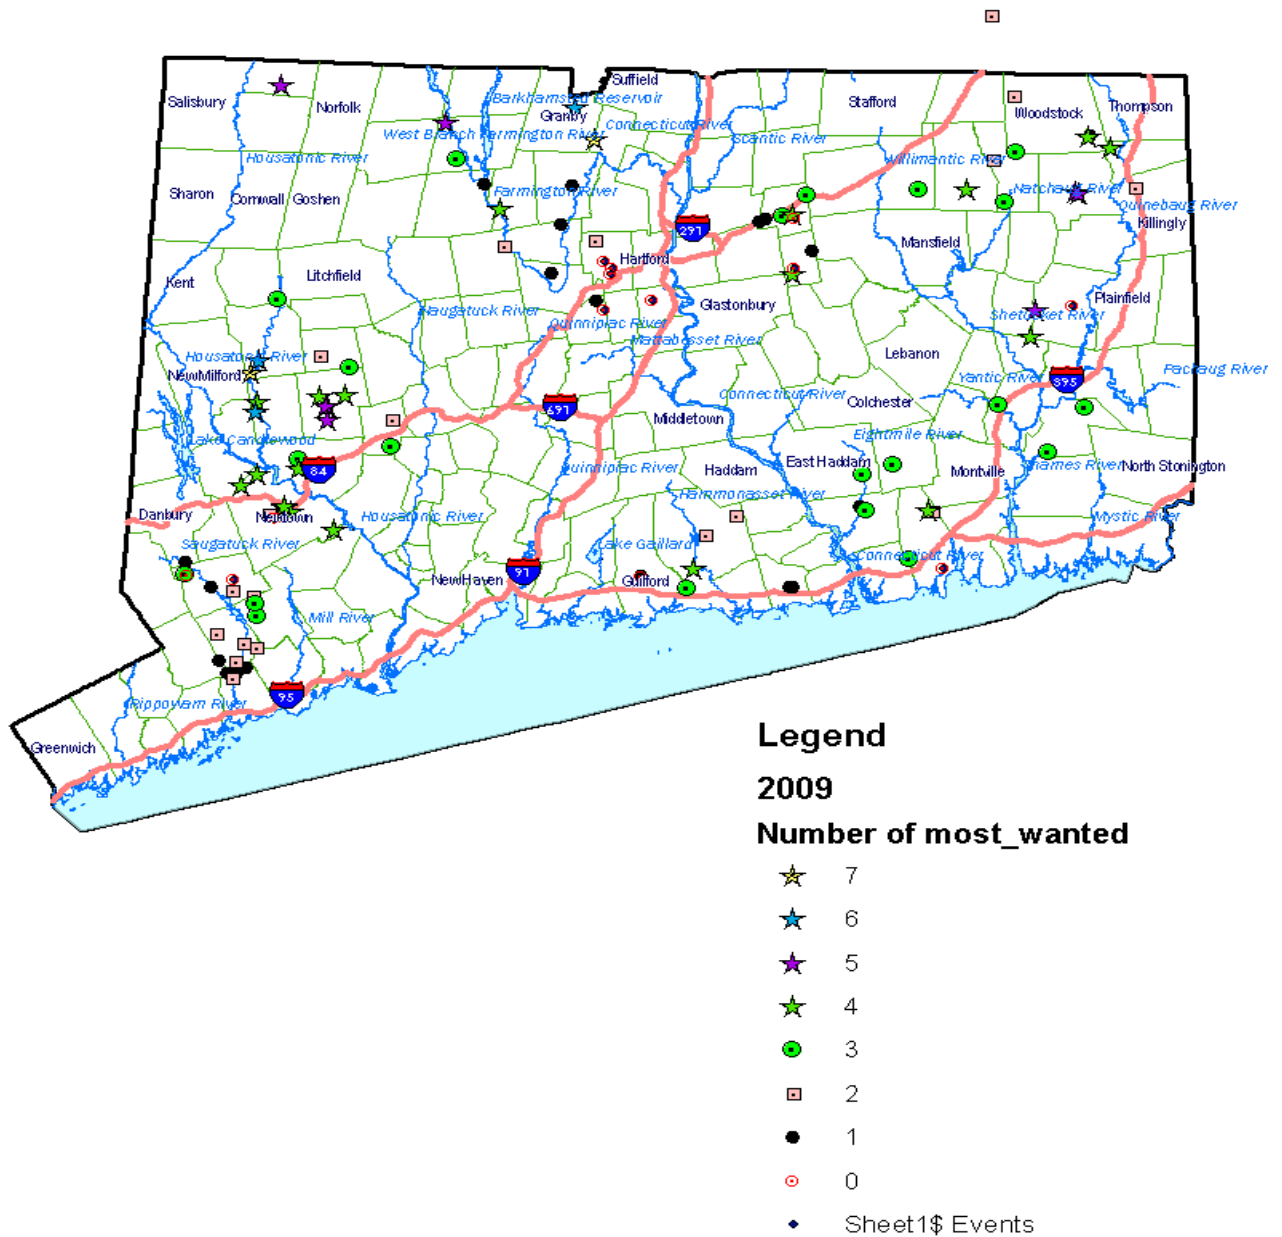 Suffield
Salisbury
Norfolk
Barkhamsted Reservoir
Granby
Connecticut River
Stafford
Woodstock
Thompson
West Branch Farmington River
Scantic River
Housatonic River
Willimantic River
Sharon
Cornwall
Goshen
Farmington River
Natchaug River
Quinebaug River
Killingly
291
Mansfield
Hartford
Kent
Litchfield
Glastonbury
Plainfield
Naugatuck River
Quinnipiac River
Shetucket River
Mattabesset River
Housatonic River
Lebanon
NewMilford
Yantic River
395
Pachaug River
Connecticut River
Colchester
691
Middletown
Lake Candlewood
Eightmile River
84
Quinnipiac River
Haddam
East Haddam
Montville
Thames River
North Stonington
Hammonasset River
Danbury
Newtown
Housatonic River
Mystic River
Saugatuck River
Lake Gaillard
Connecticut River
NewHaven
91
Guilford
Mill River
95
Rippowam River
Greenwich
Legend
2009
Number of most_wanted
7
6
5
4
3
2
1
0
Sheet1$ Events